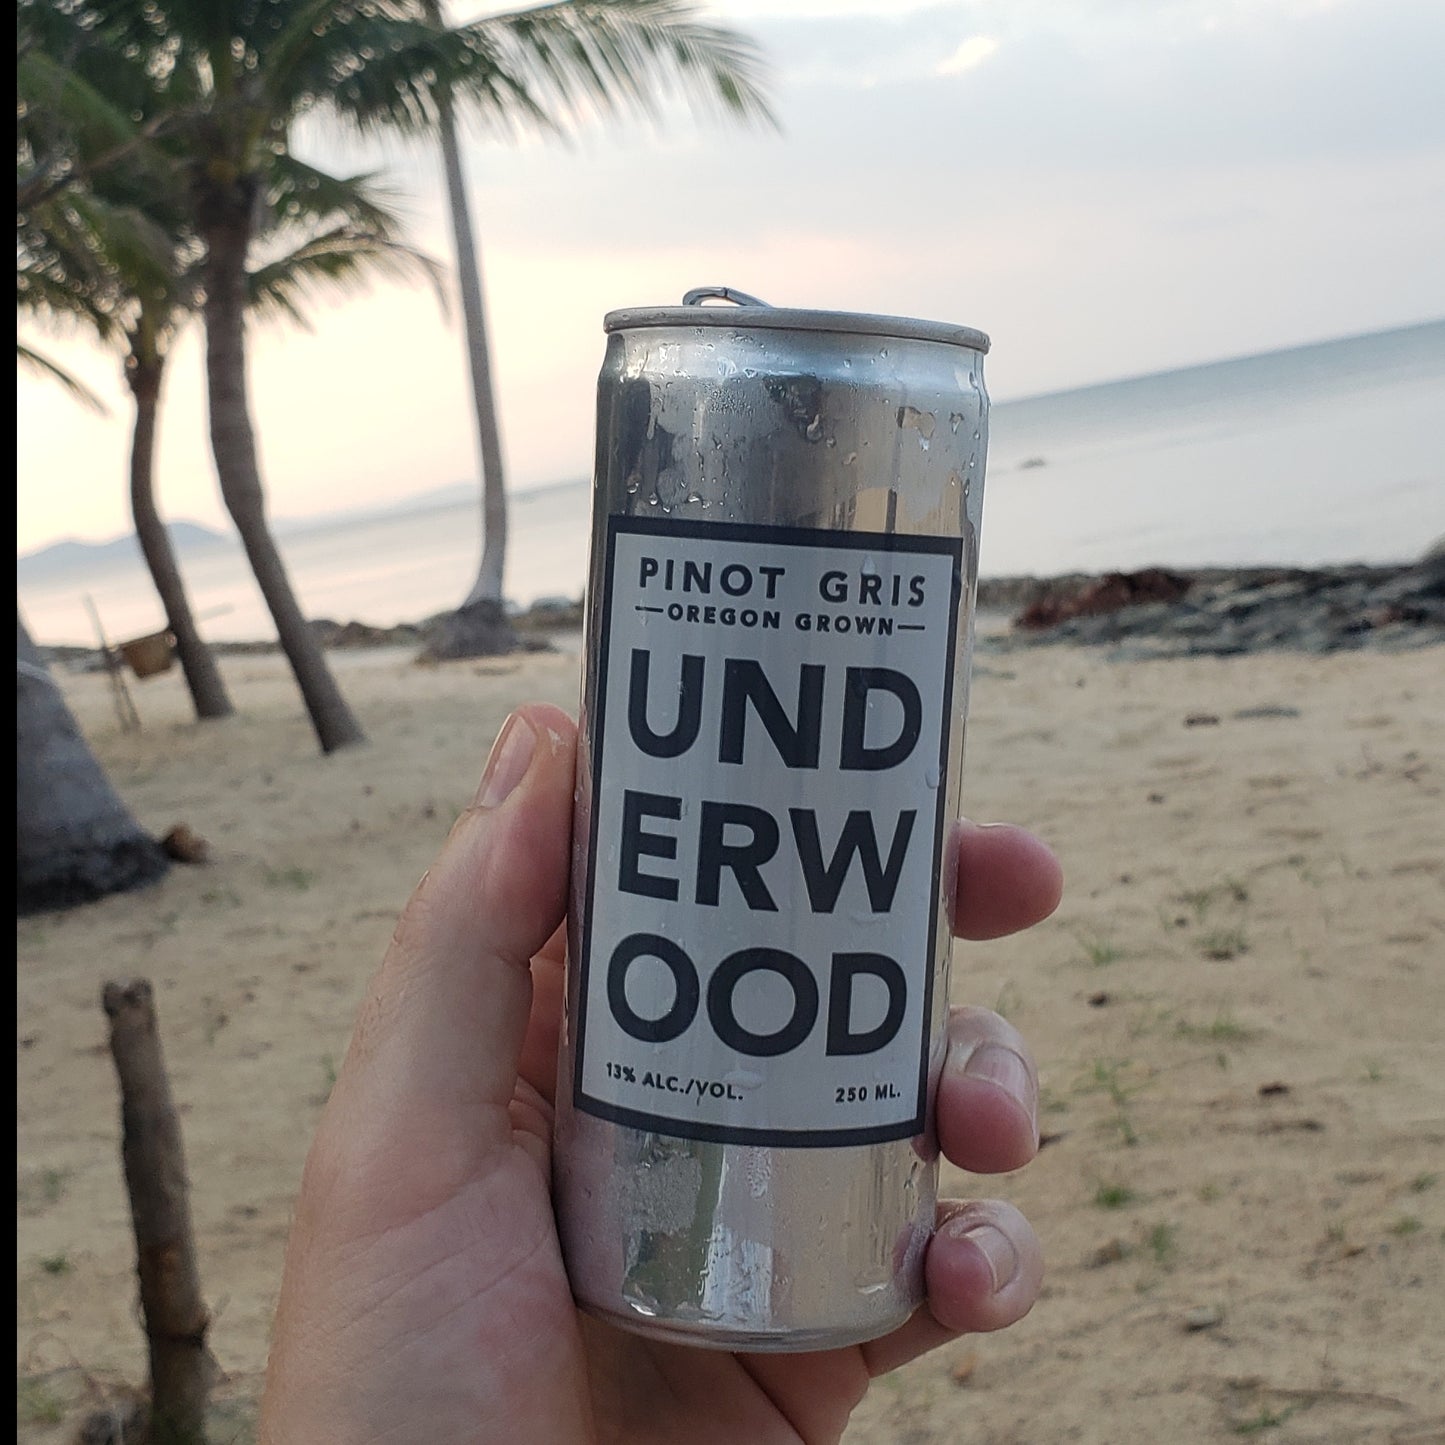 PINOT GRIS
—OREGON GROWN—
UND
ERW
OOD
13% ALC./VOL. 250 ML.